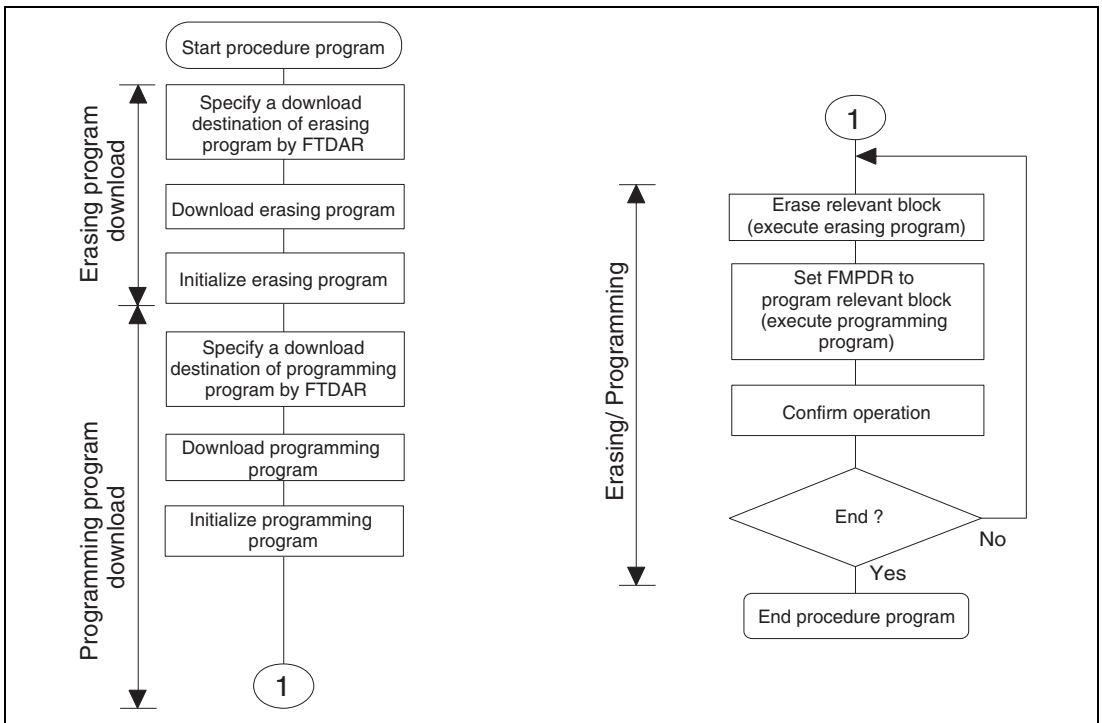 Start procedure program
Erasing program
download
Specify a download
destination of erasing
program by FTDAR
Download erasing program
Initialize erasing program
Programming program
download
Specify a download
destination of programming
program by FTDAR
Download programming
program
Initialize programming
program
1
1
Erasing/ Programming
Erase relevant block
(execute erasing program)
Set FMPDR to
program relevant block
(execute programming
program)
Confirm operation
End ?
No
Yes
End procedure program